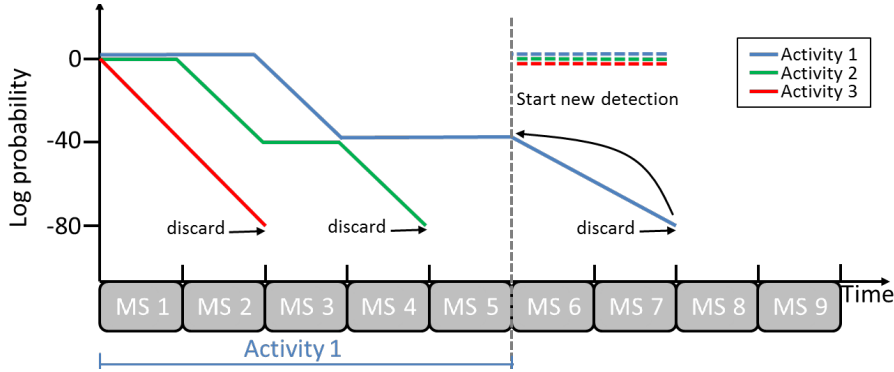 Log probability
0
-40
-80
Activity 1
Activity 2
Activity 3
Start new detection
discard
discard
discard
MS 1 MS 2 MS 3 MS 4 MS 5 MS 6 MS 7 MS 8 MS 9
Time
Activity 1